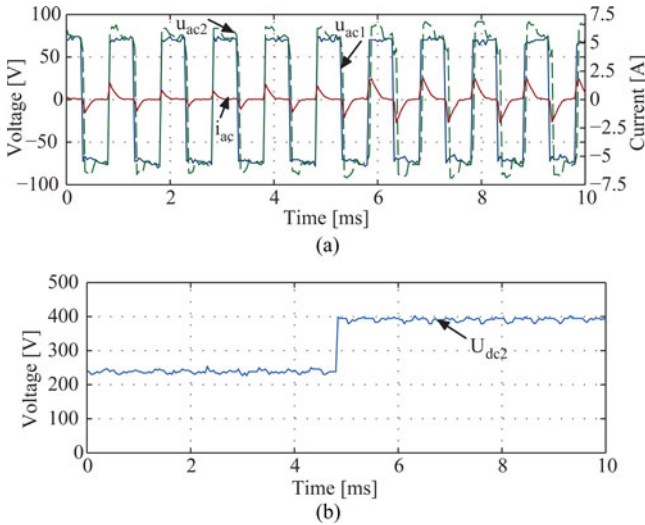 100
50
0
−50
−100
Voltage [V]
u_ac2
u_ac1
i_ac
7.5
5
2.5
0
−2.5
−5
−7.5
Current [A]
0 2 4 6 8 10
Time [ms]
(a)
500
400
300
200
100
0
Voltage [V]
U_dc2
0 2 4 6 8 10
Time [ms]
(b)